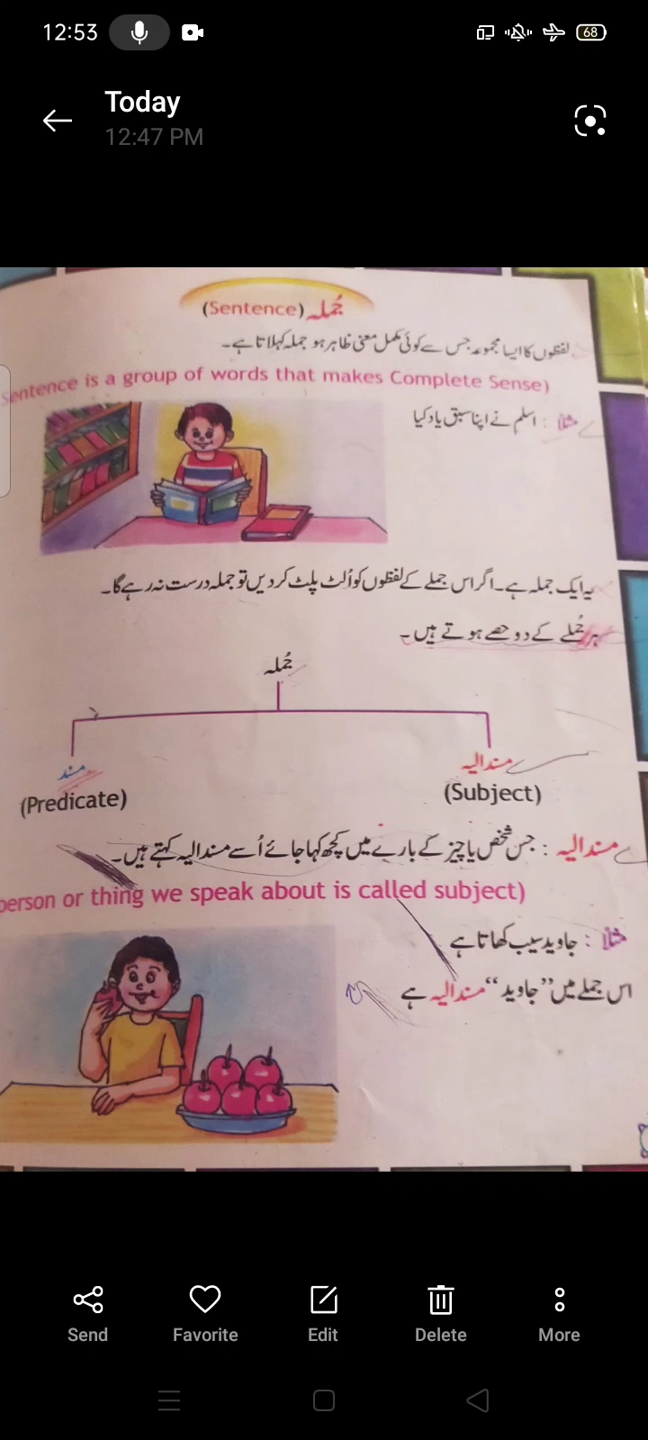 12:53
68
Today
12:47 PM
جُملہ (Sentence)
لفظوں کا ایسا مجموعہ جس سے کوئی مکمل معنی ظاہر ہو جملہ کہلاتا ہے۔
Sentence is a group of words that makes Complete Sense)
مثلاً : اسلم نے اپنا سبق یاد کیا
یہ ایک جملہ ہے۔ اگر اس جملے کے لفظوں کو اُلٹ پلٹ کر دیں تو جملہ درست نہ رہے گا۔
ہر جُملے کے دو حصے ہوتے ہیں۔
جُملہ
مسندالیہ
مسند
(Subject)
(Predicate)
مسندالیہ : جس شخص یا چیز کے بارے میں کچھ کہا جائے اُسے مسندالیہ کہتے ہیں۔
person or thing we speak about is called subject)
مثلاً : جاوید سیب کھاتا ہے
اس جملے میں "جاوید" مسندالیہ ہے
Send
Favorite
Edit
Delete
More